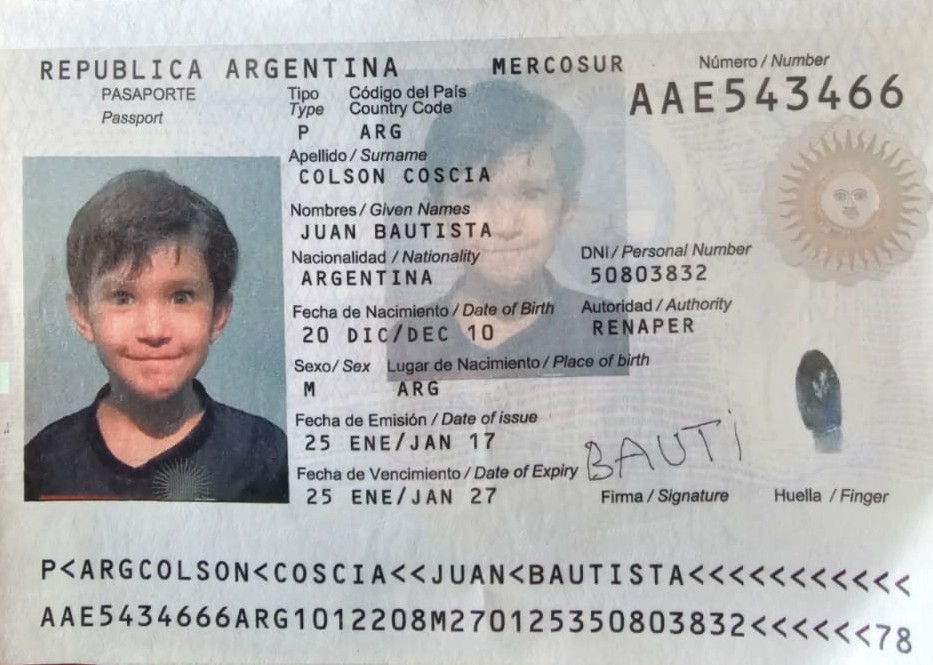 REPUBLICA ARGENTINA MERCOSUR Número / Number
PASAPORTE Tipo Código del País AAE543466
Passport Type Country Code
P ARG
Apellido / Surname
COLSON COSCIA
Nombres / Given Names
JUAN BAUTISTA
Nacionalidad / Nationality DNI / Personal Number
ARGENTINA 50803832
Fecha de Nacimiento / Date of Birth Autoridad / Authority
20 DIC/DEC 10 RENAPER
Sexo / Sex Lugar de Nacimiento / Place of birth
M ARG
Fecha de Emisión / Date of issue
25 ENE/JAN 17 BAUTI
Fecha de Vencimiento / Date of Expiry
25 ENE/JAN 27 Firma / Signature Huella / Finger
P<ARGCOLSON<COSCIA<<JUAN<BAUTISTA<<<<<<<<<<<
AAE5434666ARG1012208M270125350803832<<<<<<78